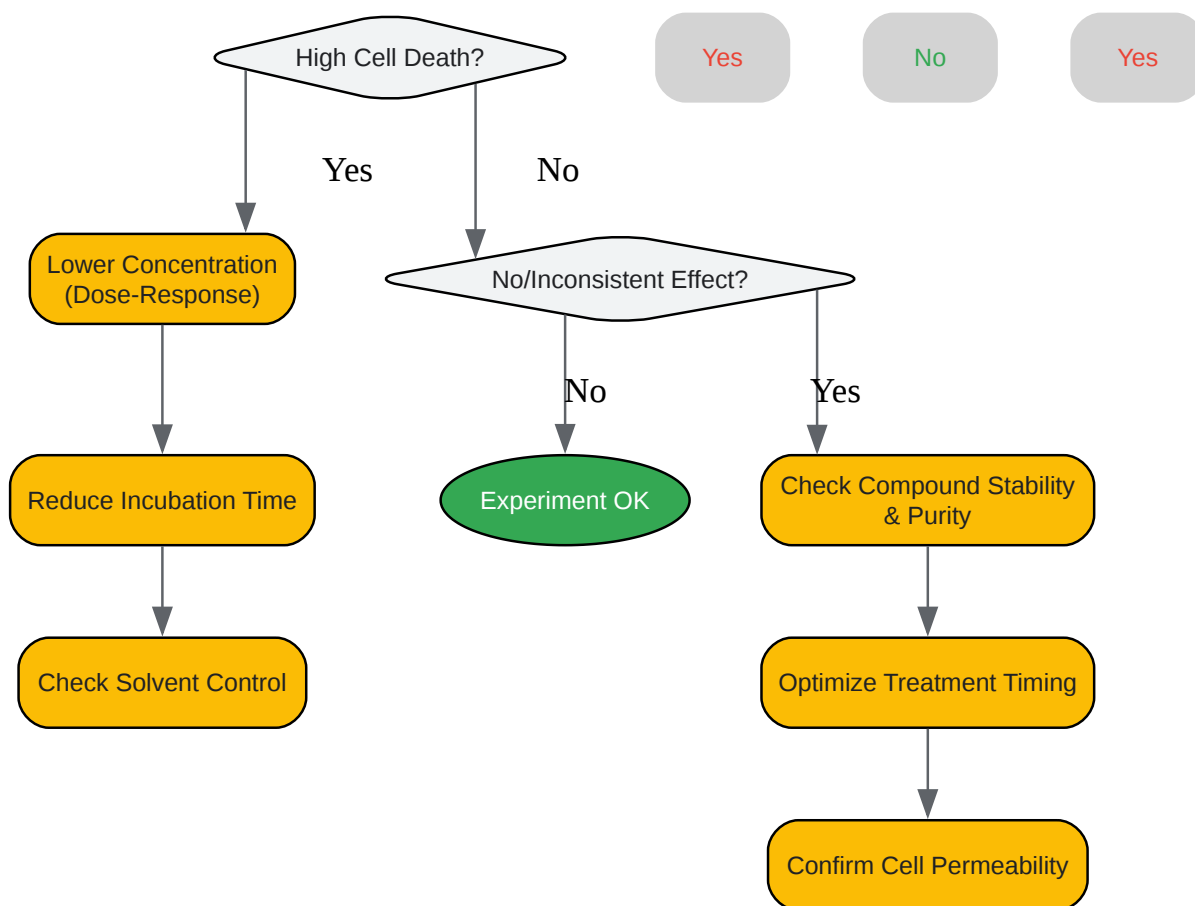 High Cell Death?
Yes
No
Yes
Yes
No
Lower Concentration
(Dose-Response)
No/Inconsistent Effect?
No
Yes
Reduce Incubation Time
Experiment OK
Check Compound Stability
& Purity
Check Solvent Control
Optimize Treatment Timing
Confirm Cell Permeability